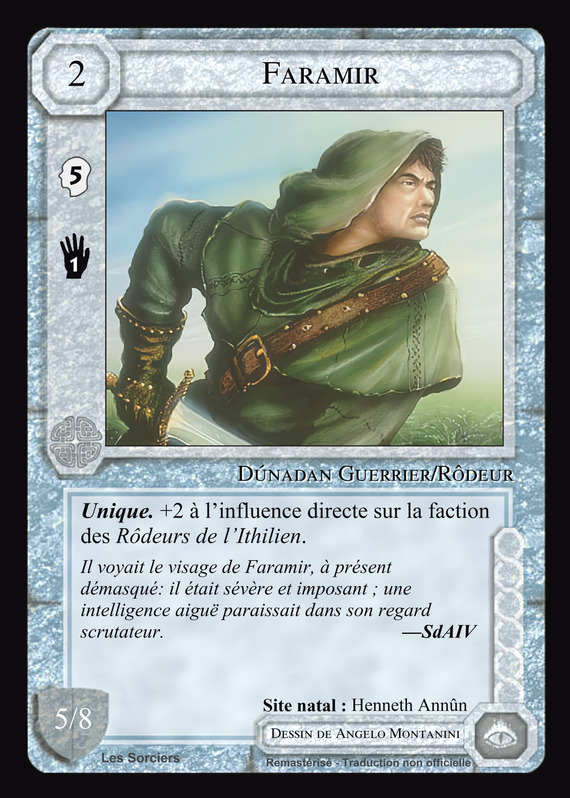 2
Faramir
5
1
Dúnadan Guerrier/Rôdeur
Unique. +2 à l’influence directe sur la faction
des Rôdeurs de l’Ithilien.
Il voyait le visage de Faramir, à présent
démasqué: il était sévère et imposant ; une
intelligence aiguë paraissait dans son regard
scrutateur. —SdAIV
Site natal : Henneth Annûn
5/8
Dessin de Angelo Montanini
Les Sorciers
Remastérisé - Traduction non officielle